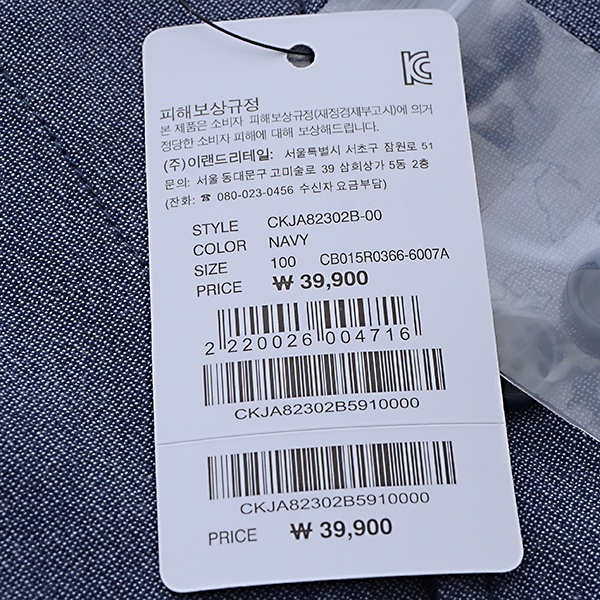 KC
피해보상규정
본 제품은 소비자 피해보상규정(재정경제부고시)에 의거
정당한 소비자 피해에 대해 보상해드립니다.
(주)이랜드리테일: 서울특별시 서초구 잠원로 51
문의: 서울 동대문구 고미술로 39 삼희상가 5동 2층
(잔화: ☎ 080-023-0456 수신자 요금부담)
STYLE CKJA82302B-00
COLOR NAVY
SIZE 100 CB015R0366-6007A
PRICE ₩ 39,900
2 220026 004716
CKJA82302B5910000
CKJA82302B5910000
PRICE ₩ 39,900